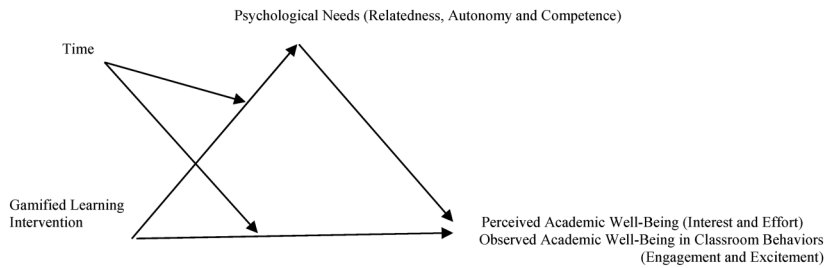 Psychological Needs (Relatedness, Autonomy and Competence)
Time
Gamified Learning
Intervention
Perceived Academic Well-Being (Interest and Effort)
Observed Academic Well-Being in Classroom Behaviors
(Engagement and Excitement)